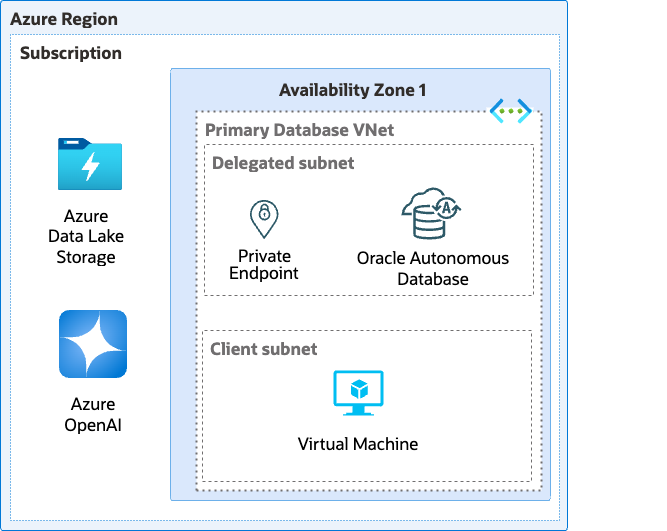 Azure Region
Subscription
Availability Zone 1
Primary Database VNet
Delegated subnet
Azure
Data Lake
Storage
A
Private
Endpoint
Oracle Autonomous
Database
Client subnet
Azure
OpenAI
Virtual Machine